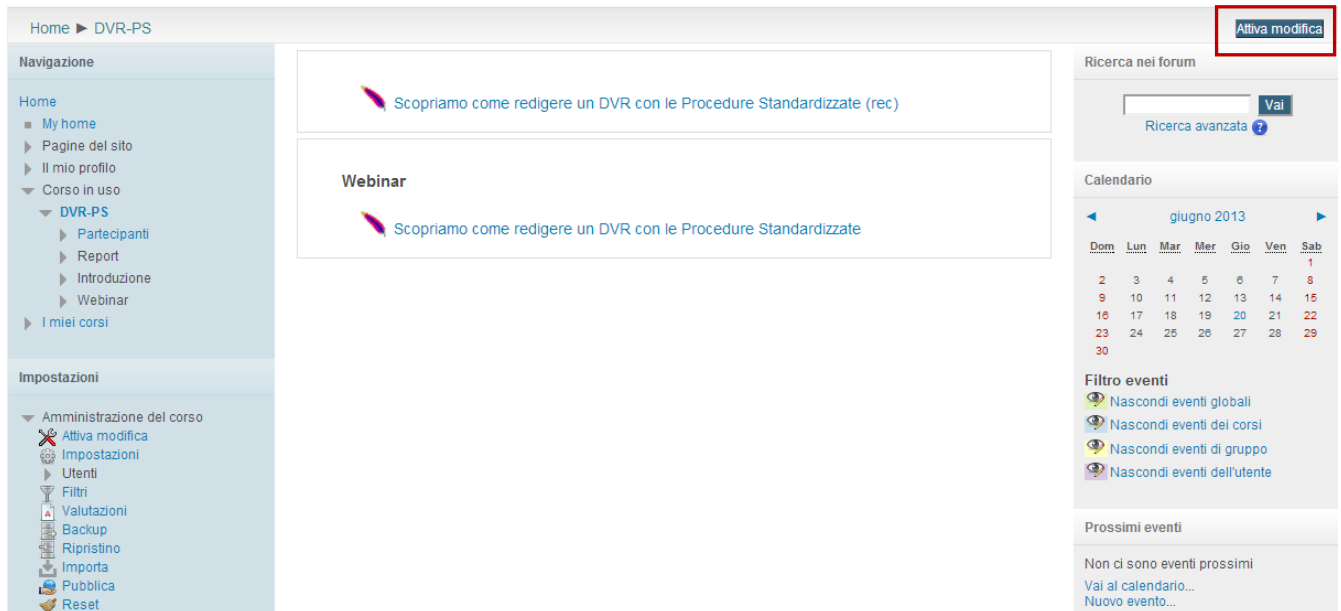 Home ► DVR-PS
Attiva modifica
Navigazione
Home
My home
Pagine del sito
Il mio profilo
Corso in uso
DVR-PS
Partecipanti
Report
Introduzione
Webinar
I miei corsi
Impostazioni
Amministrazione del corso
Attiva modifica
Impostazioni
Utenti
Filtri
Valutazioni
Backup
Ripristino
Importa
Pubblica
Reset
Scopriamo come redigere un DVR con le Procedure Standardizzate (rec)
Webinar
Scopriamo come redigere un DVR con le Procedure Standardizzate
Ricerca nei forum
Vai
Ricerca avanzata ?
Calendario
◄ giugno 2013 ►
Dom Lun Mar Mer Gio Ven Sab
1
2 3 4 5 6 7 8
9 10 11 12 13 14 15
16 17 18 19 20 21 22
23 24 25 26 27 28 29
30
Filtro eventi
Nascondi eventi globali
Nascondi eventi dei corsi
Nascondi eventi di gruppo
Nascondi eventi dell'utente
Prossimi eventi
Non ci sono eventi prossimi
Vai al calendario...
Nuovo evento...